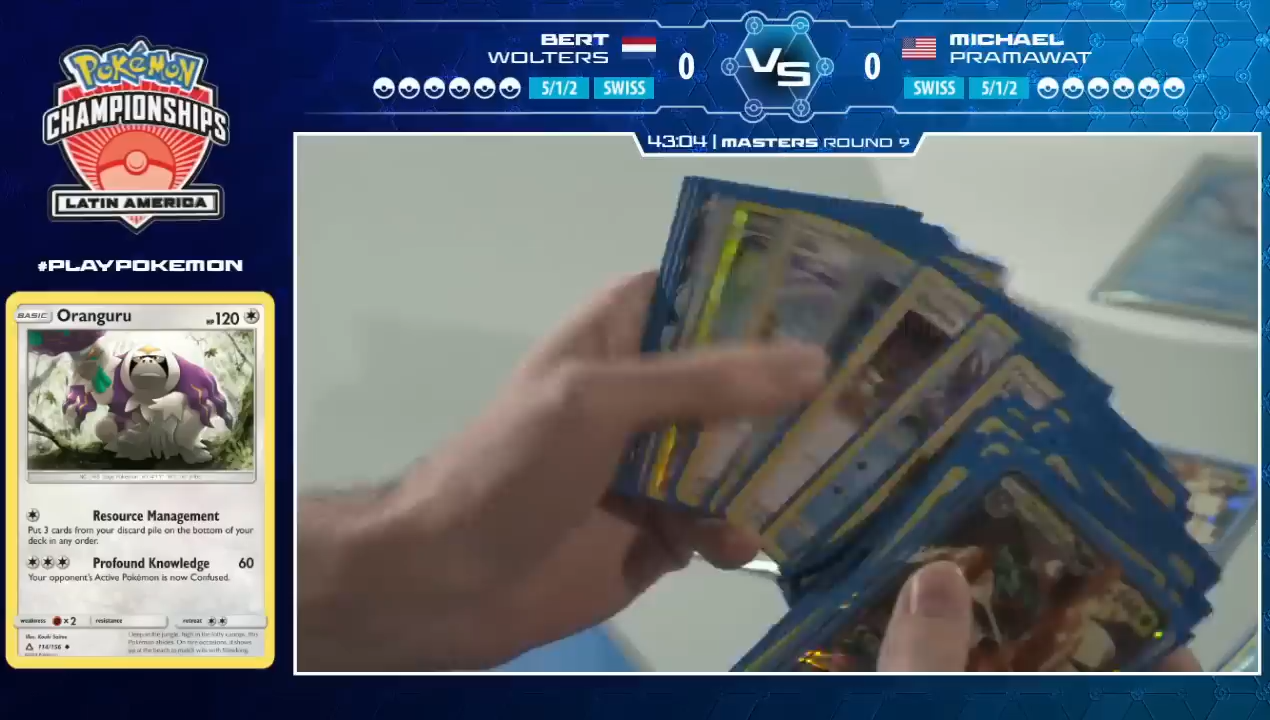 Pokémon
CHAMPIONSHIPS
LATIN AMERICA
#PLAYPOKEMON
BERT
WOLTERS
0
5/1/2
SWISS
VS
0
MICHAEL
PRAMAWAT
SWISS
5/1/2
43:04 | MASTERS ROUND 9
BASIC
Oranguru
HP120
Resource Management
Put 3 cards from your discard pile on the bottom of your
deck in any order.
Profound Knowledge 60
Your opponent's Active Pokémon is now Confused.
weakness ×2 resistance retreat
114/156